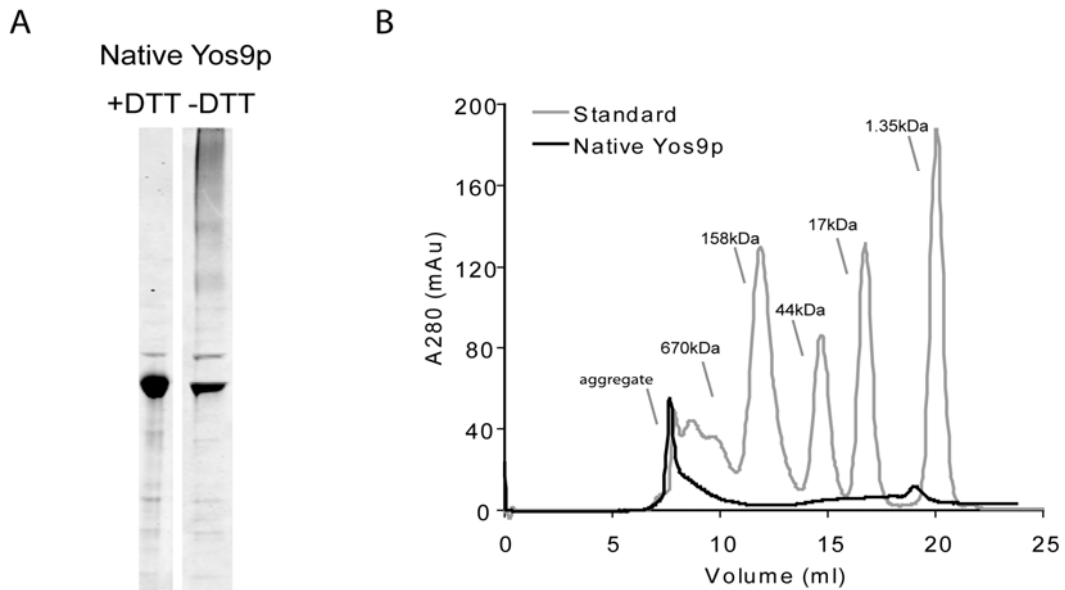 A
Native Yos9p
+DTT -DTT
B
Standard
Native Yos9p
A280 (mAu)
200
160
120
80
40
0
aggregate
670kDa
158kDa
44kDa
17kDa
1.35kDa
0 5 10 15 20 25
Volume (ml)